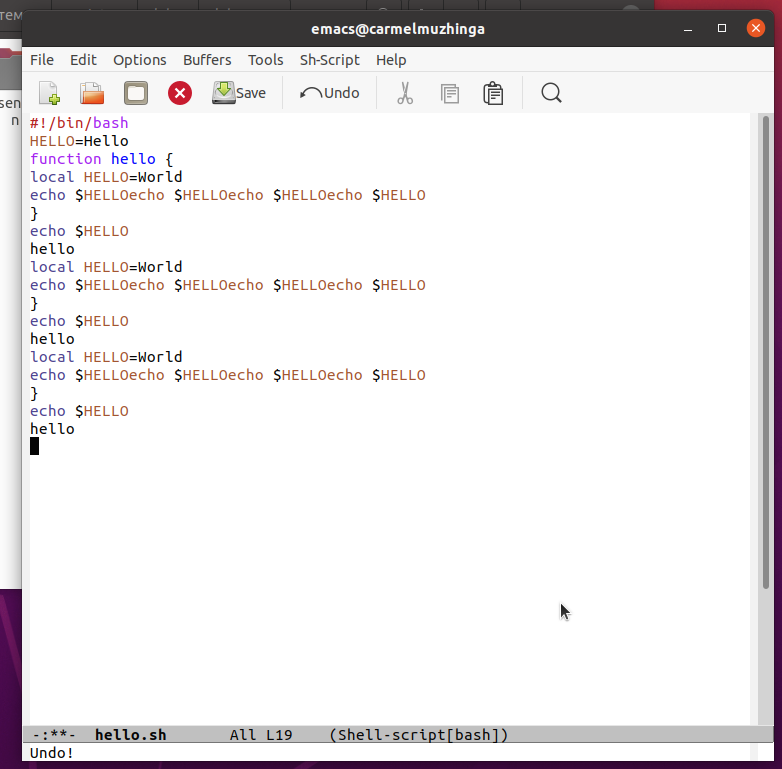 тем
emacs@carmelmuzhinga
File Edit Options Buffers Tools Sh-Script Help
Save Undo
sen
n
#!/bin/bash
HELLO=Hello
function hello {
local HELLO=World
echo $HELLOecho $HELLOecho $HELLOecho $HELLO
}
echo $HELLO
hello
local HELLO=World
echo $HELLOecho $HELLOecho $HELLOecho $HELLO
}
echo $HELLO
hello
local HELLO=World
echo $HELLOecho $HELLOecho $HELLOecho $HELLO
}
echo $HELLO
hello
-:**- hello.sh All L19 (Shell-script[bash])
Undo!